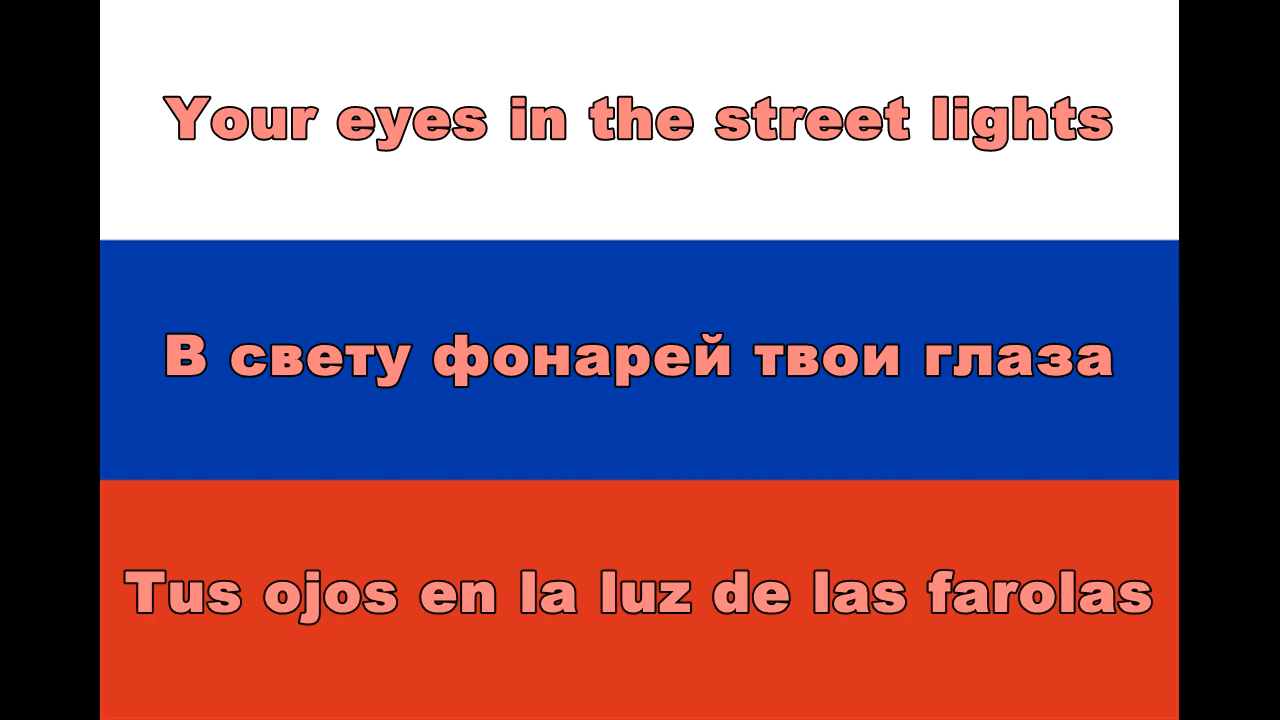 Your eyes in the street lights
В свету фонарей твои глаза
Tus ojos en la luz de las farolas